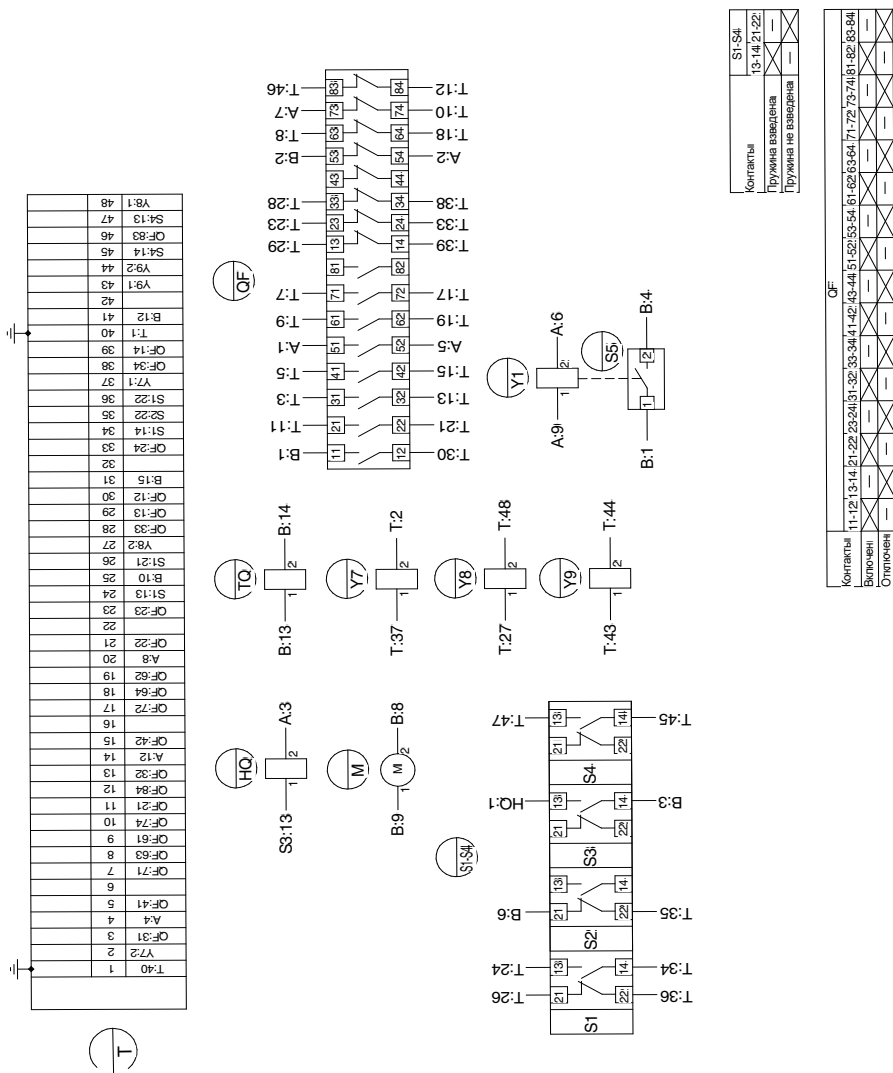 T
T:40 1
Y7:2 2
QF:31 3
A:4 4
QF:41 5
6
QF:71 7
QF:63 8
QF:61 9
QF:74 10
QF:21 11
QF:84 12
QF:32 13
A:12 14
QF:42 15
16
QF:72 17
QF:64 18
QF:62 19
A:8 20
QF:22 21
22
QF:23 23
S1:13 24
B:10 25
S1:21 26
Y8:2 27
QF:33 28
QF:13 29
QF:12 30
B:15 31
32
QF:24 33
S1:14 34
S2:22 35
S1:22 36
Y7:1 37
QF:34 38
QF:14 39
T:1 40
B:12 41
42
Y9:1 43
Y9:2 44
S4:14 45
QF:83 46
S4:13 47
Y8:1 48
QF
B:1 11 12 T:30
T:11 21 22 T:21
T:3 31 32 T:13
T:5 41 42 T:15
A:1 51 52 A:5
T:9 61 62 T:19
T:7 71 72 T:17
81 82
T:29 13 14 T:39
T:23 23 24 T:33
T:28 33 34 T:38
43 44
B:2 53 54 A:2
T:8 63 64 T:18
A:7 73 74 T:10
T:46 83 84 T:12
Y1
A:9 1 2 A:6
S5
B:1 1 2 B:4
TQ
B:13 1 2 B:14
Y7
T:37 1 2 T:2
Y8
T:27 1 2 T:48
Y9
T:43 1 2 T:44
HQ
S3:13 1 2 A:3
M
B:9 1 M 2 B:8
S1-S4
S1
T:26 21 22 T:36
T:24 13 14 T:34
S2
B:6 21 22 T:35
13 14
S3
21 22
HQ:1 13 14 B:3
S4
21 22
T:47 13 14 T:45
Контакты S1-S4
13-14 21-22
Пружина взведена —
Пружина не взведена —
QF
Контакты 11-12 13-14 21-22 23-24 31-32 33-34 41-42 43-44 51-52 53-54 61-62 63-64 71-72 73-74 81-82 83-84
Включен — — — — — — — —
Отключен — — — — — — — —